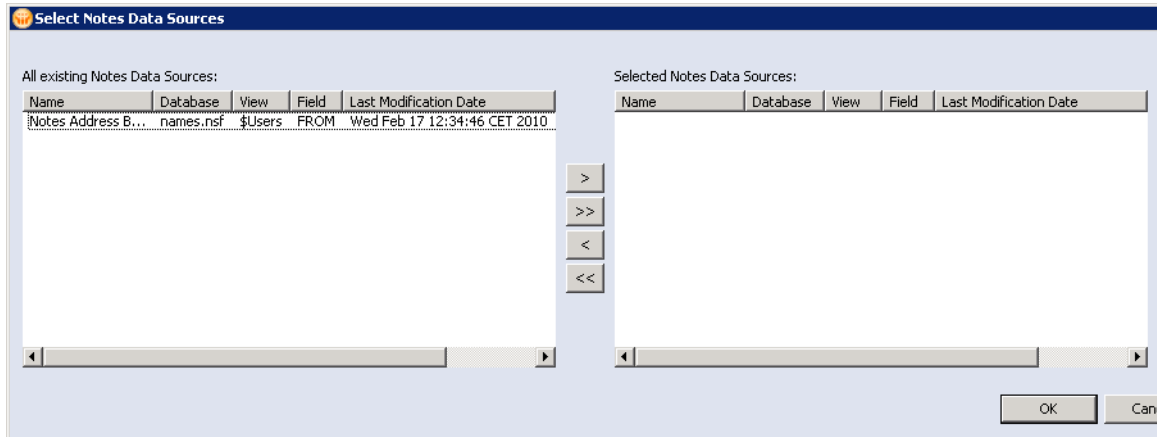 Select Notes Data Sources
All existing Notes Data Sources:
Name Database View Field Last Modification Date
Notes Address B... names.nsf $Users FROM Wed Feb 17 12:34:46 CET 2010
>
>>
<
<<
Selected Notes Data Sources:
Name Database View Field Last Modification Date
OK Can